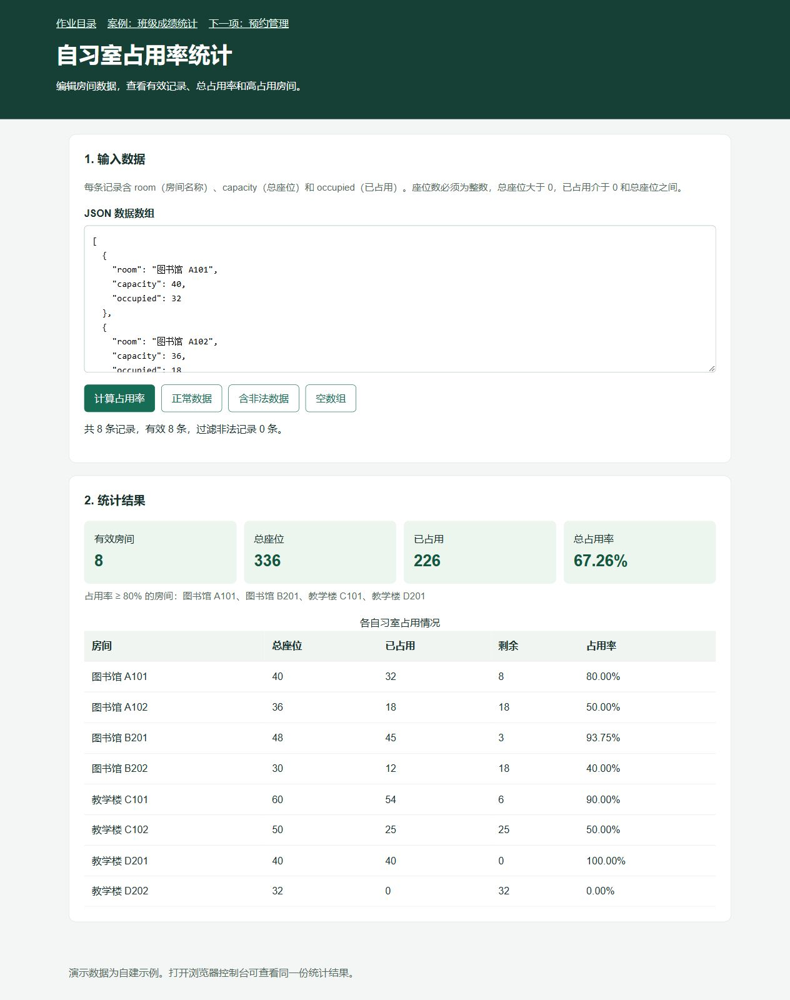 作业目录 案例：班级成绩统计 下一项：预约管理
自习室占用率统计
编辑房间数据，查看有效记录、总占用率和高占用房间。
1. 输入数据
每条记录含 room（房间名称）、capacity（总座位）和 occupied（已占用）。座位数必须为整数，总座位大于 0，已占用介于 0 和总座位之间。
JSON 数据数组
[
{
"room": "图书馆 A101",
"capacity": 40,
"occupied": 32
},
{
"room": "图书馆 A102",
"capacity": 36,
"occupied": 18
计算占用率 正常数据 含非法数据 空数组
共 8 条记录，有效 8 条，过滤非法记录 0 条。
2. 统计结果
有效房间 总座位 已占用 总占用率
8 336 226 67.26%
占用率 ≥ 80% 的房间：图书馆 A101、图书馆 B201、教学楼 C101、教学楼 D201
各自习室占用情况
房间 总座位 已占用 剩余 占用率
图书馆 A101 40 32 8 80.00%
图书馆 A102 36 18 18 50.00%
图书馆 B201 48 45 3 93.75%
图书馆 B202 30 12 18 40.00%
教学楼 C101 60 54 6 90.00%
教学楼 C102 50 25 25 50.00%
教学楼 D201 40 40 0 100.00%
教学楼 D202 32 0 32 0.00%
演示数据为自建示例。打开浏览器控制台可查看同一份统计结果。